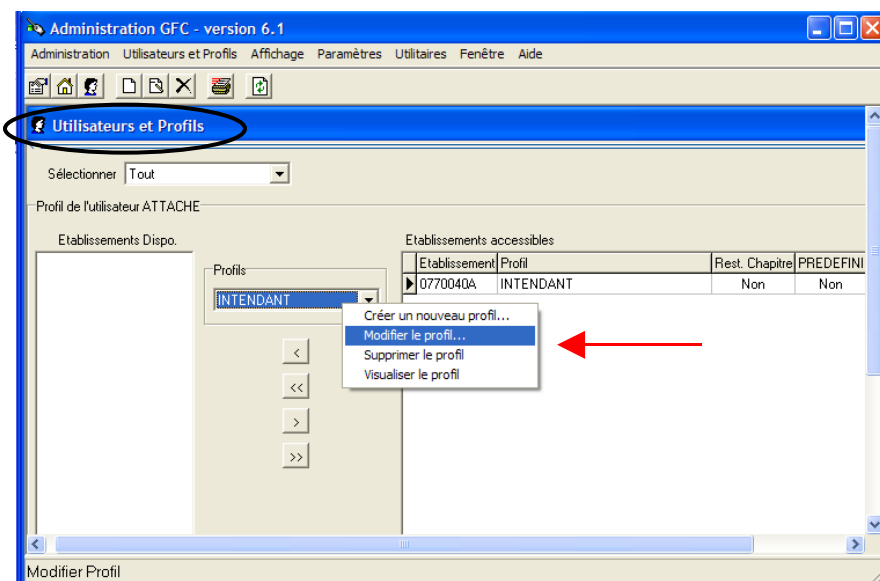 Administration GFC - version 6.1
Administration Utilisateurs et Profils Affichage Paramètres Utilitaires Fenêtre Aide
Utilisateurs et Profils
Sélectionner Tout
Profil de l'utilisateur ATTACHE
Etablissements Dispo.
Etablissements accessibles
Profils
INTENDANT
Etablissement Profil Rest. Chapitre PREDEFINI
0770040A INTENDANT Non Non
Créer un nouveau profil...
Modifier le profil...
Supprimer le profil
Visualiser le profil
<
<<
>
>>
Modifier Profil